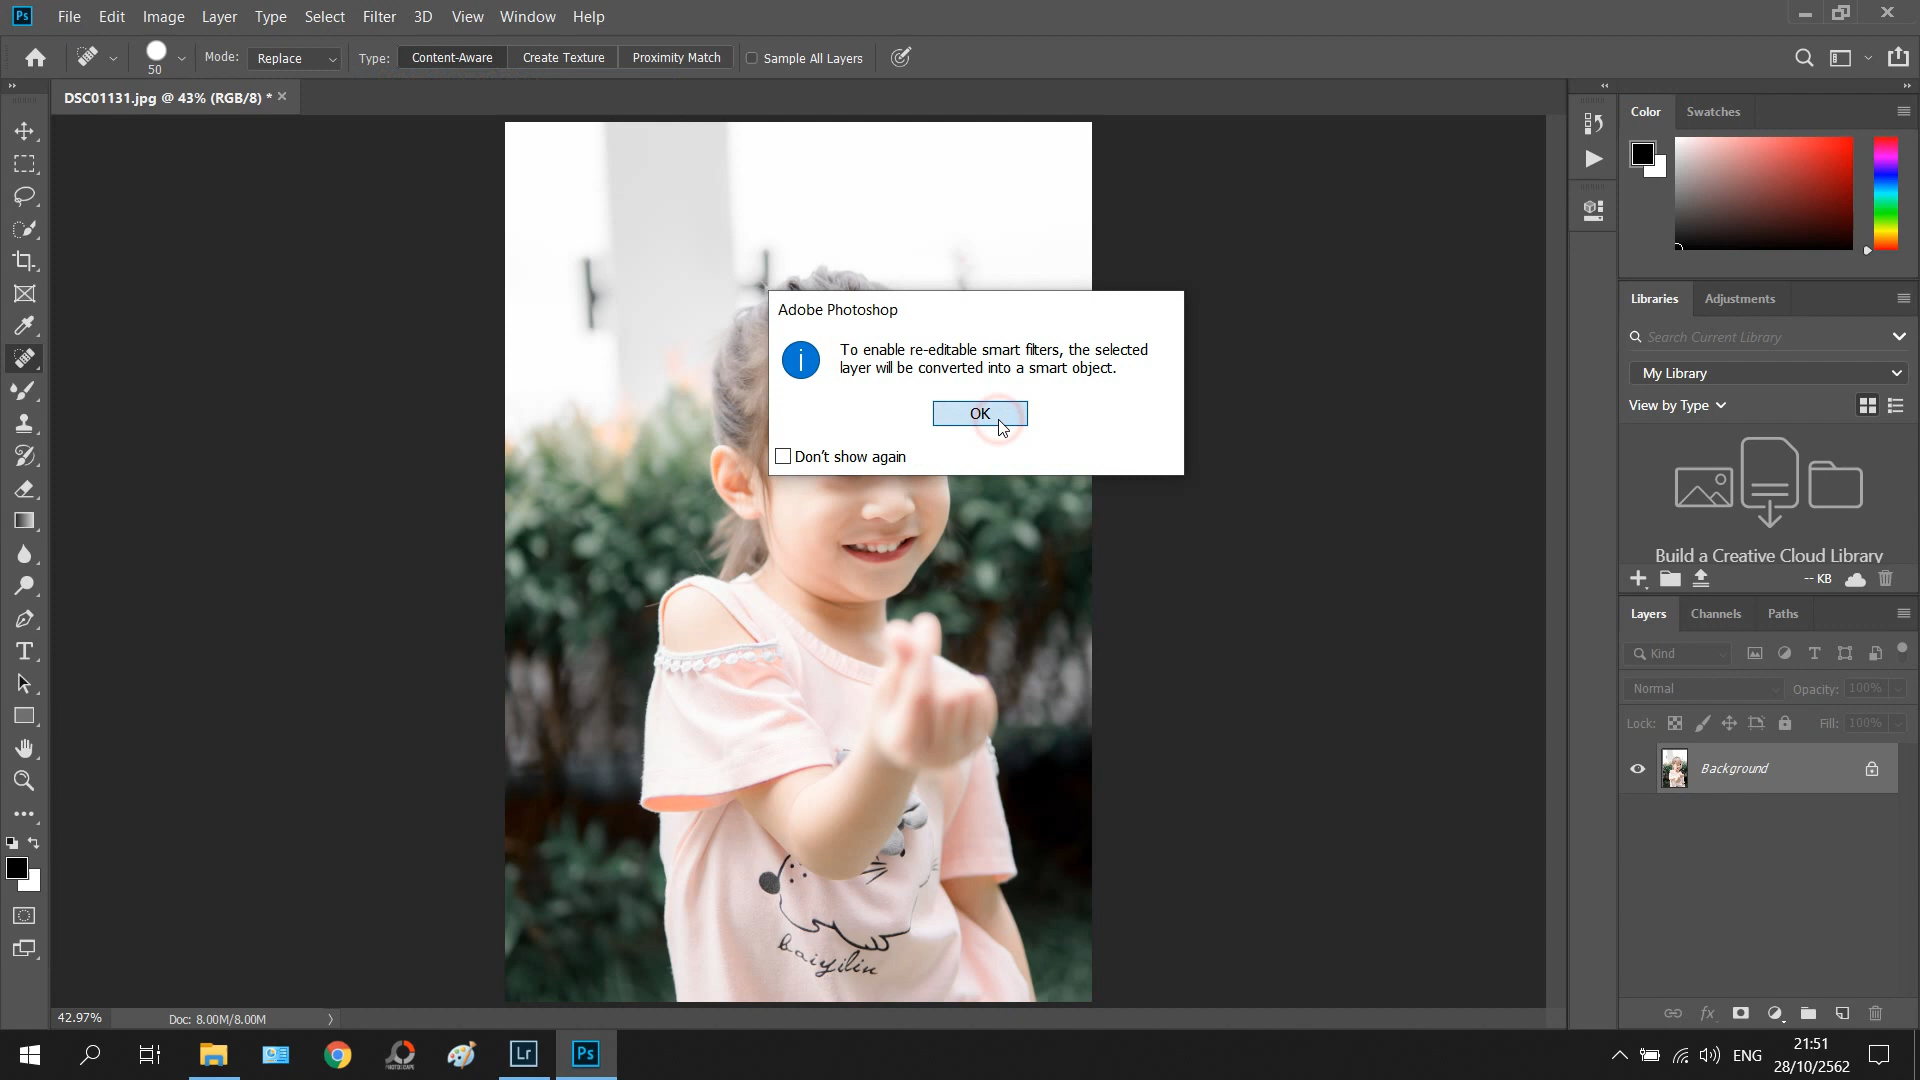 Ps File Edit Image Layer Type Select Filter 3D View Window Help
50 Mode: Replace Type: Content-Aware Create Texture Proximity Match Sample All Layers
DSC01131.jpg @ 43% (RGB/8) *
Color Swatches
Adobe Photoshop
To enable re-editable smart filters, the selected
layer will be converted into a smart object.
OK
Don't show again
Libraries Adjustments
Search Current Library
My Library
View by Type
Build a Creative Cloud Library
-- KB
Layers Channels Paths
Kind
Normal Opacity: 100%
Lock: Fill: 100%
Background
baiyilin
42.97% Doc: 8.00M/8.00M
PHOTOSCAPE Lr Ps ENG
21:51
28/10/2562